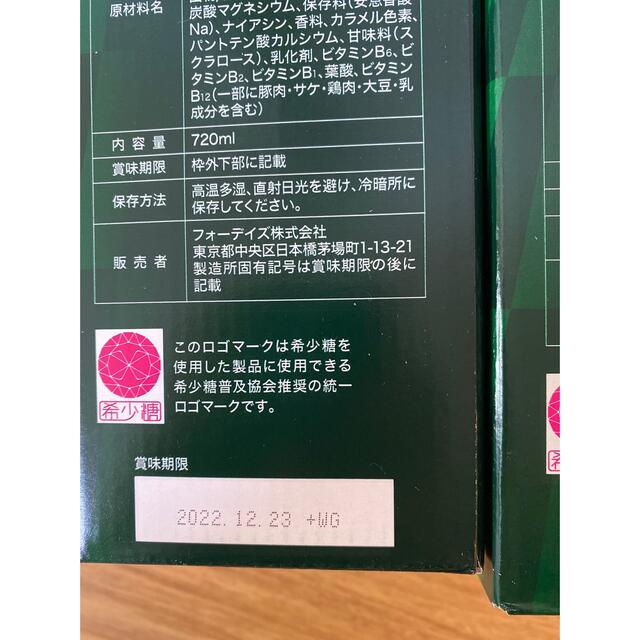 原材料名
炭酸マグネシウム、保存料(安息香酸
Na)、ナイアシン、香料、カラメル色素、
パントテン酸カルシウム、甘味料(ス
クラロース)、乳化剤、ビタミンB6、ビ
タミンB2、ビタミンB1、葉酸、ビタミン
B12(一部に豚肉・サケ・鶏肉・大豆・乳
成分を含む)
内容量 720ml
賞味期限 枠外下部に記載
保存方法 高温多湿、直射日光を避け、冷暗所に
保存してください。
販売者 フォーデイズ株式会社
東京都中央区日本橋茅場町1-13-21
製造所固有記号は賞味期限の後に
記載
このロゴマークは希少糖を
使用した製品に使用できる
希少糖普及協会推奨の統一
ロゴマークです。
希少糖
賞味期限
2022.12.23 +WG